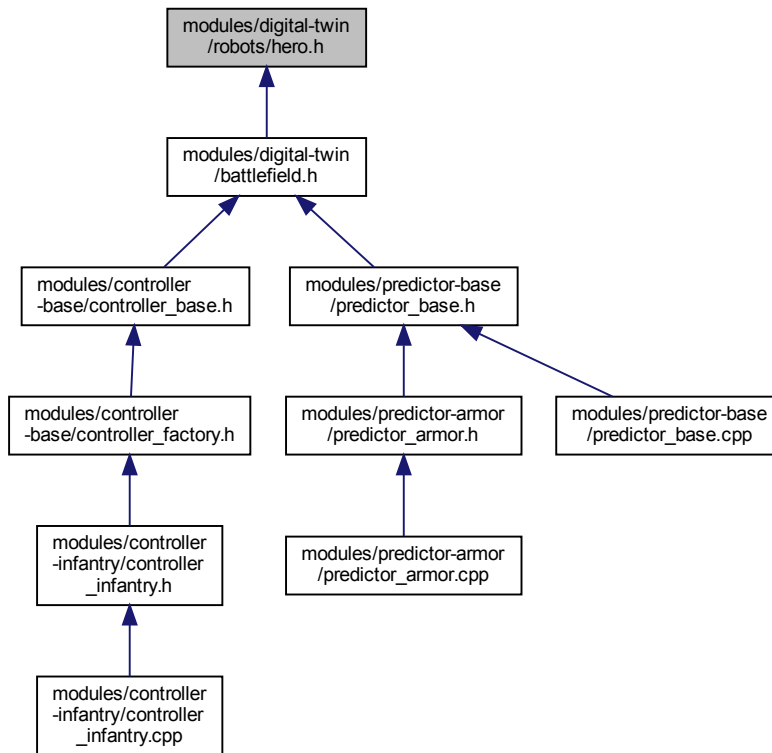 modules/digital-twin
/robots/hero.h
modules/digital-twin
/battlefield.h
modules/controller
-base/controller_base.h
modules/predictor-base
/predictor_base.h
modules/controller
-base/controller_factory.h
modules/predictor-armor
/predictor_armor.h
modules/predictor-base
/predictor_base.cpp
modules/controller
-infantry/controller
_infantry.h
modules/predictor-armor
/predictor_armor.cpp
modules/controller
-infantry/controller
_infantry.cpp